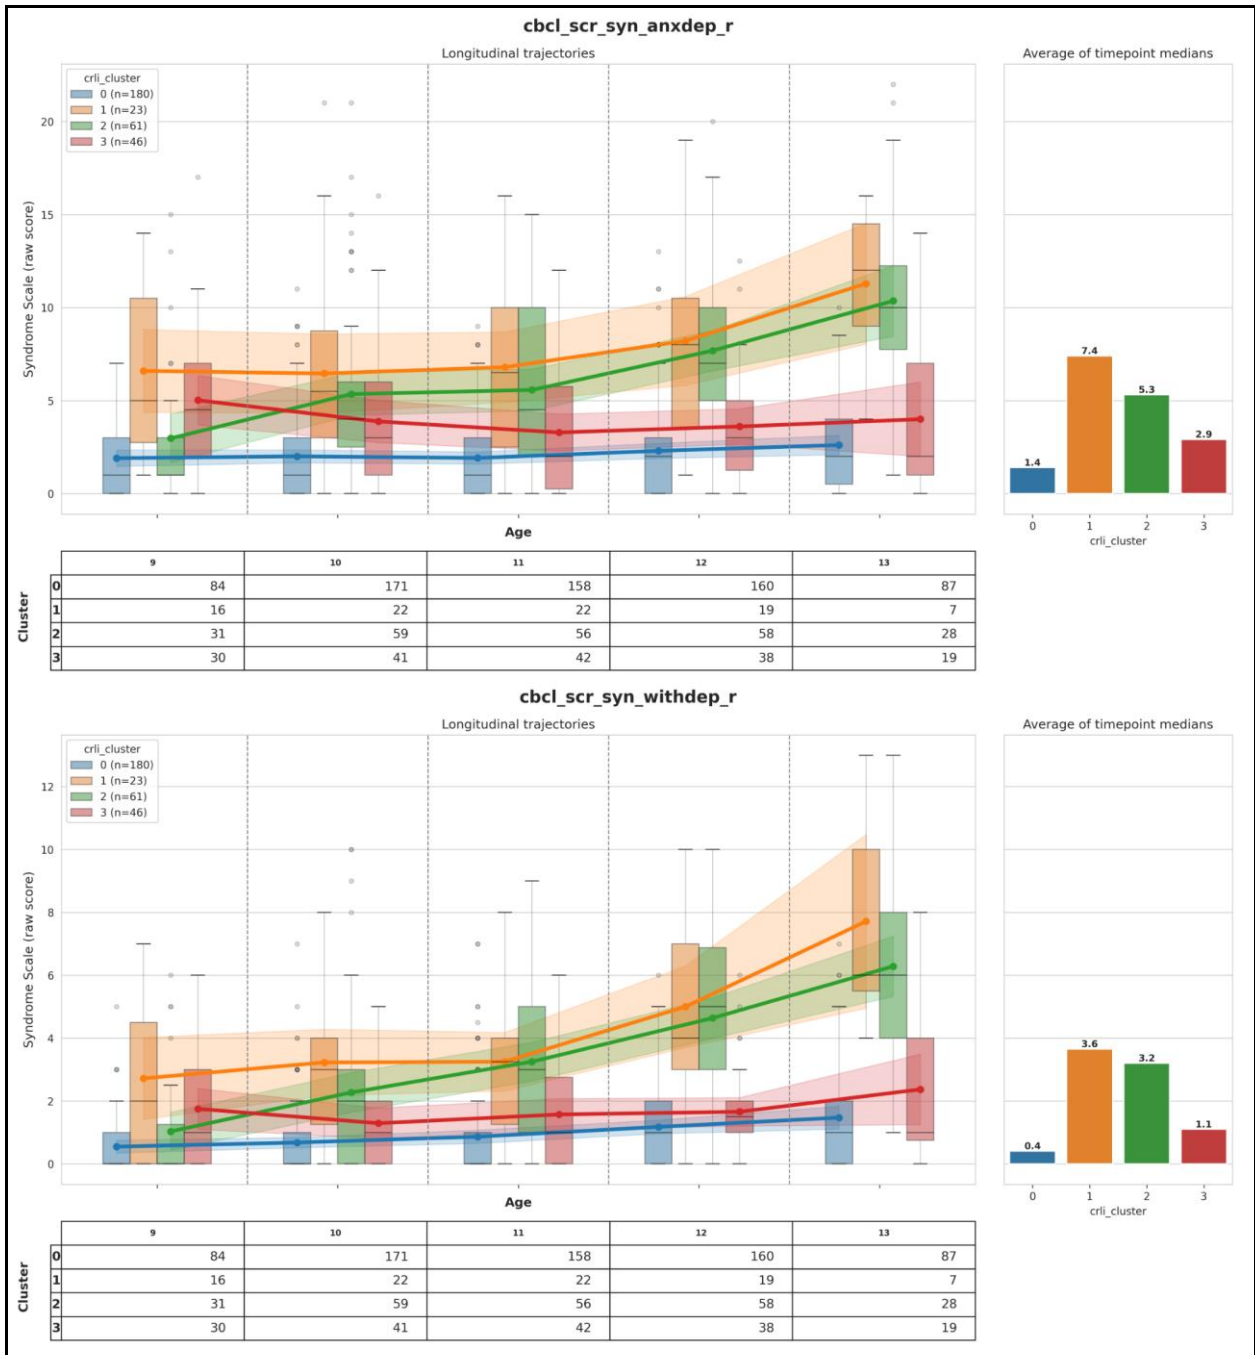 cbcl_scr_syn_anxdep_r
Longitudinal trajectories
Average of timepoint medians
crli_cluster
0 (n=180)
1 (n=23)
2 (n=61)
3 (n=46)
Syndrome Scale (raw score)
20
15
10
5
0
1.4
7.4
5.3
2.9
0 1 2 3
crli_cluster
Age
9 10 11 12 13
Cluster
0 84 171 158 160 87
1 16 22 22 19 7
2 31 59 56 58 28
3 30 41 42 38 19
cbcl_scr_syn_withdep_r
Longitudinal trajectories
Average of timepoint medians
crli_cluster
0 (n=180)
1 (n=23)
2 (n=61)
3 (n=46)
Syndrome Scale (raw score)
12
10
8
6
4
2
0
0.4
3.6
3.2
1.1
0 1 2 3
crli_cluster
Age
9 10 11 12 13
Cluster
0 84 171 158 160 87
1 16 22 22 19 7
2 31 59 56 58 28
3 30 41 42 38 19